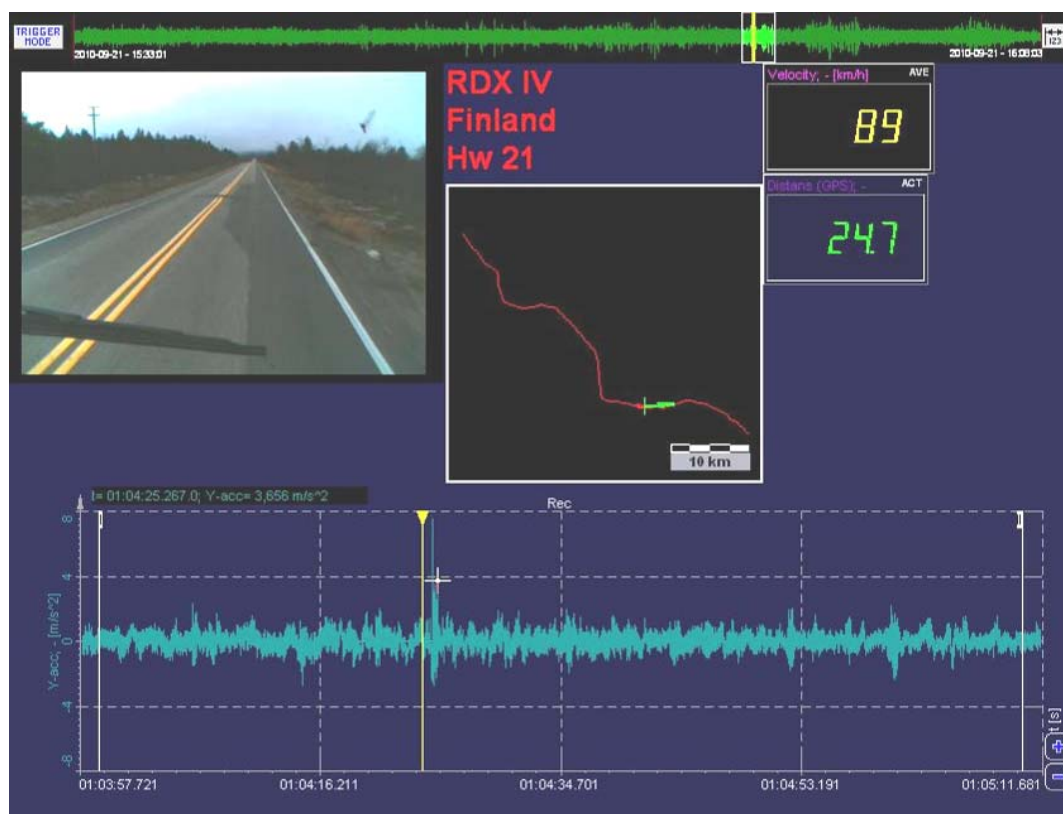 TRIGGER
MODE
2010-09-21 - 15:33:01
2010-09-21 - 16:08:03
123
RDX IV
Finland
Hw 21
Velocity; - [km/h]
AVE
89
Distans (GPS); -
ACT
24.7
10 km
t= 01:04:25.267.0; Y-acc= 3,656 m/s^2
Rec
Y-acc; - [m/s^2]
8
4
0
-4
-8
t [s]
01:03:57.721
01:04:16.211
01:04:34.701
01:04:53.191
01:05:11.681